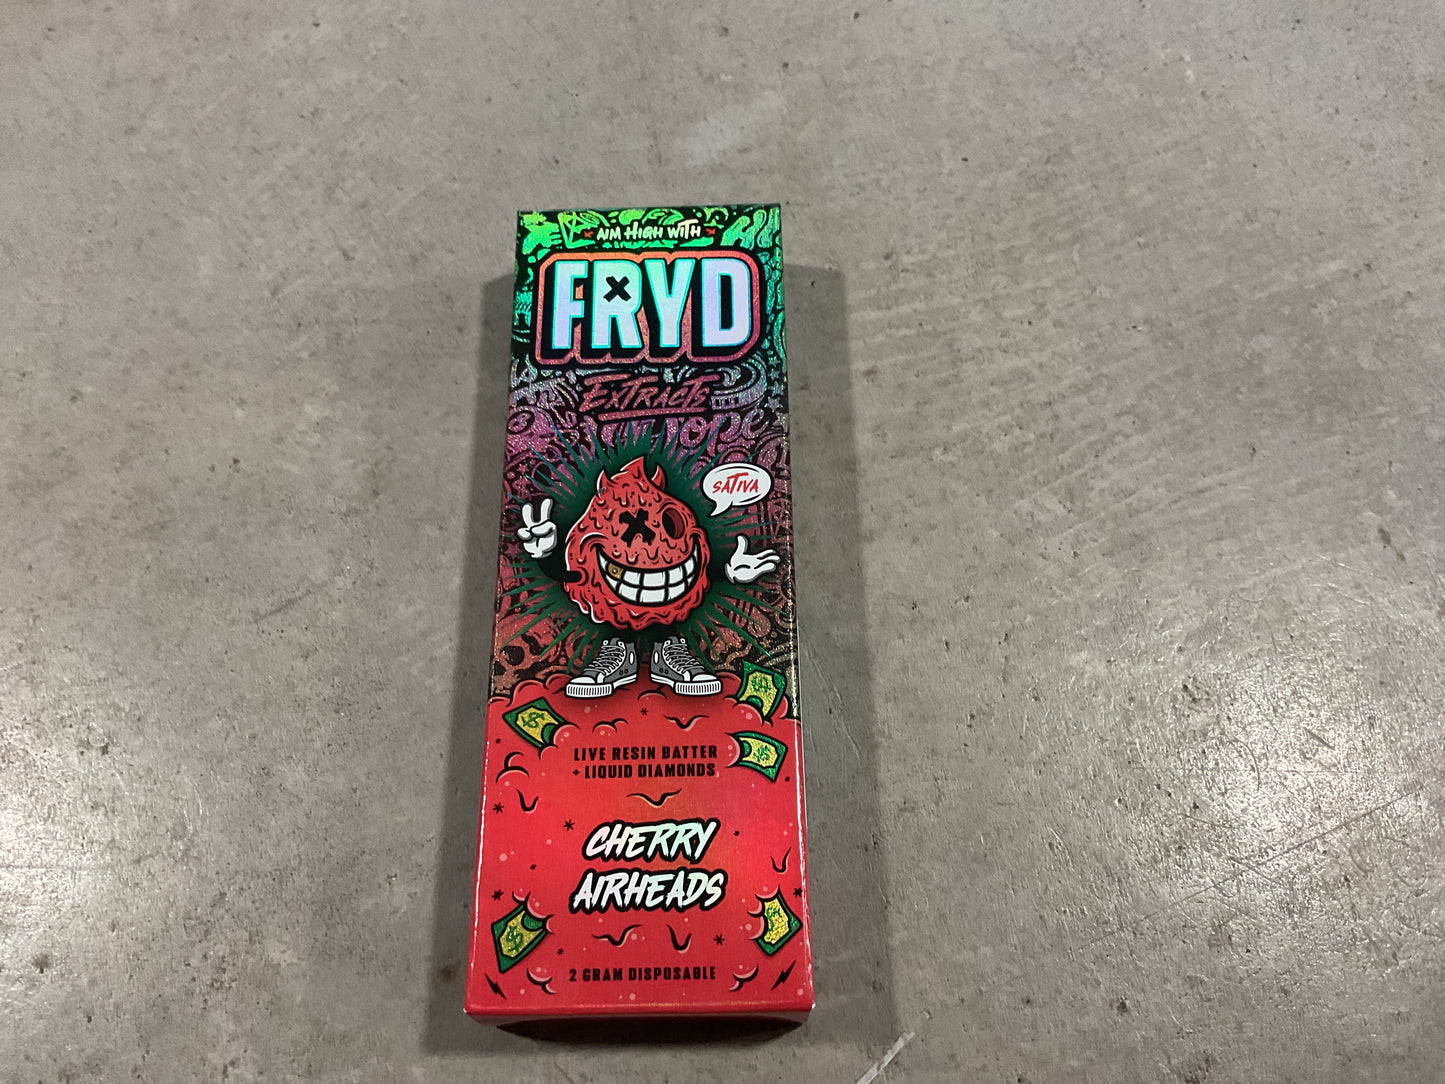 AIM HIGH WITH
FRYD
EXTRACTS
SATIVA
LIVE RESIN BATTER
+ LIQUID DIAMONDS
CHERRY
AIRHEADS
2 GRAM DISPOSABLE